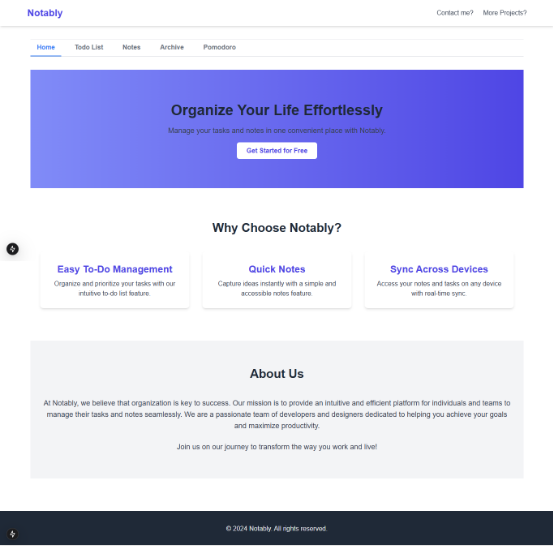 Notably
Contact me? More Projects?
Home Todo List Notes Archive Pomodoro
Organize Your Life Effortlessly
Manage your tasks and notes in one convenient place with Notably.
Get Started for Free
Why Choose Notably?
Easy To-Do Management
Organize and prioritize your tasks with our
intuitive to-do list feature.
Quick Notes
Capture ideas instantly with a simple and
accessible notes feature.
Sync Across Devices
Access your notes and tasks on any device
with real-time sync.
About Us
At Notably, we believe that organization is key to success. Our mission is to provide an intuitive and efficient platform for individuals and teams to
manage their tasks and notes seamlessly. We are a passionate team of developers and designers dedicated to helping you achieve your goals
and maximize productivity.
Join us on our journey to transform the way you work and live!
© 2024 Notably. All rights reserved.